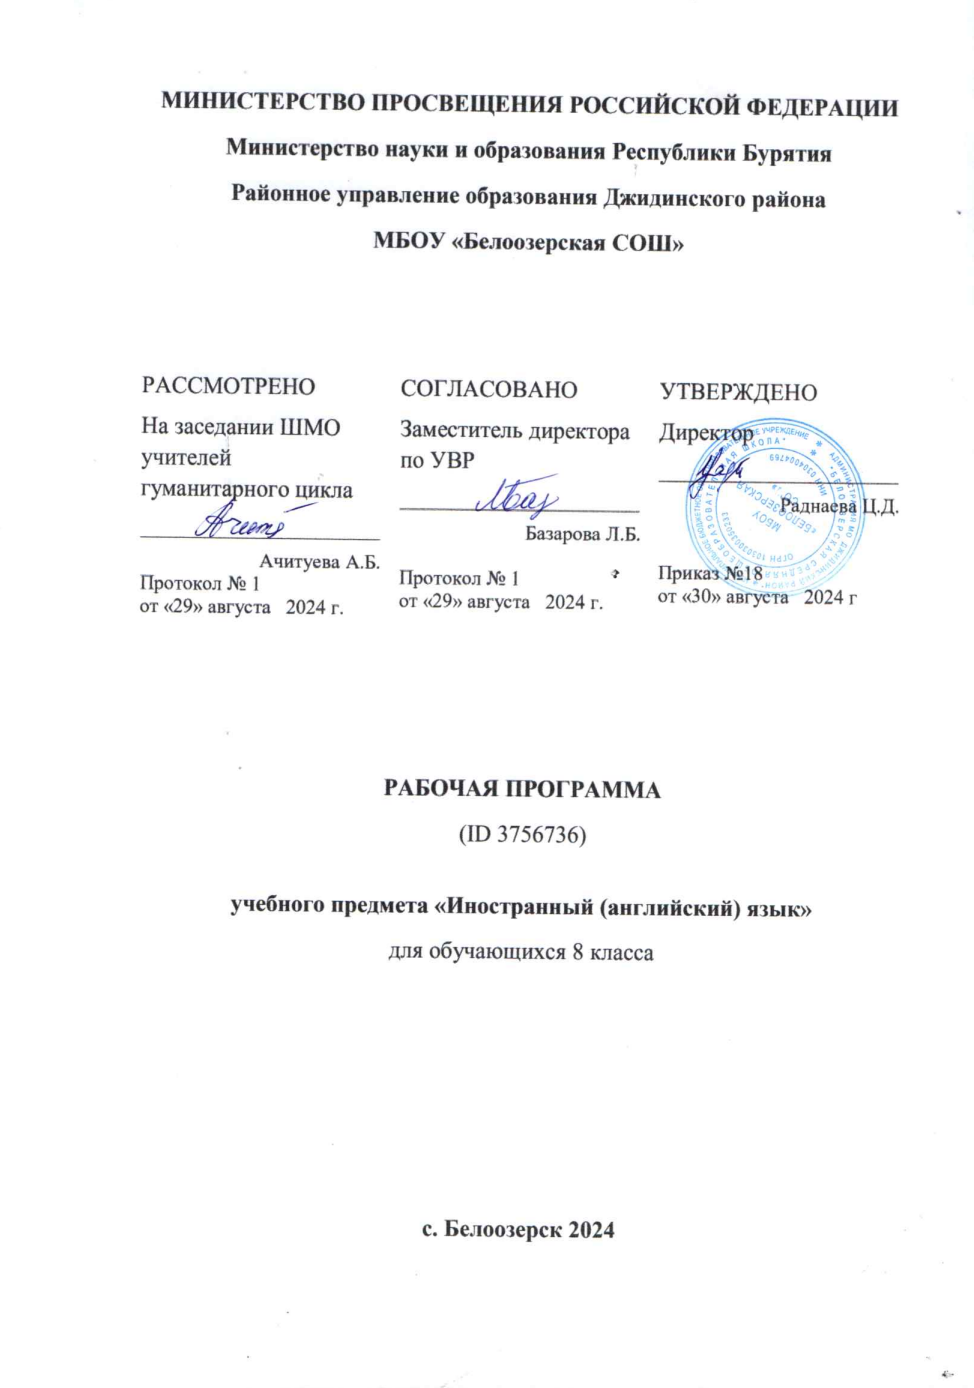 МИНИСТЕРСТВО ПРОСВЕЩЕНИЯ РОССИЙСКОЙ ФЕДЕРАЦИИ
Министерство науки и образования Республики Бурятия
Районное управление образования Джидинского района
МБОУ «Белоозерская СОШ»
РАССМОТРЕНО
На заседании ШМО
учителей
гуманитарного цикла
Ачитуева А.Б.
Протокол № 1
от «29» августа 2024 г.
СОГЛАСОВАНО
Заместитель директора
по УВР
Базарова Л.Б.
Протокол № 1
от «29» августа 2024 г.
УТВЕРЖДЕНО
Директор
Раднаева Ц.Д.
Приказ №18
от «30» августа 2024 г
МБОУ
«БЕЛООЗЕРСКАЯ
РАБОЧАЯ ПРОГРАММА
(ID 3756736)
учебного предмета «Иностранный (английский) язык»
для обучающихся 8 класса
с. Белоозерск 2024